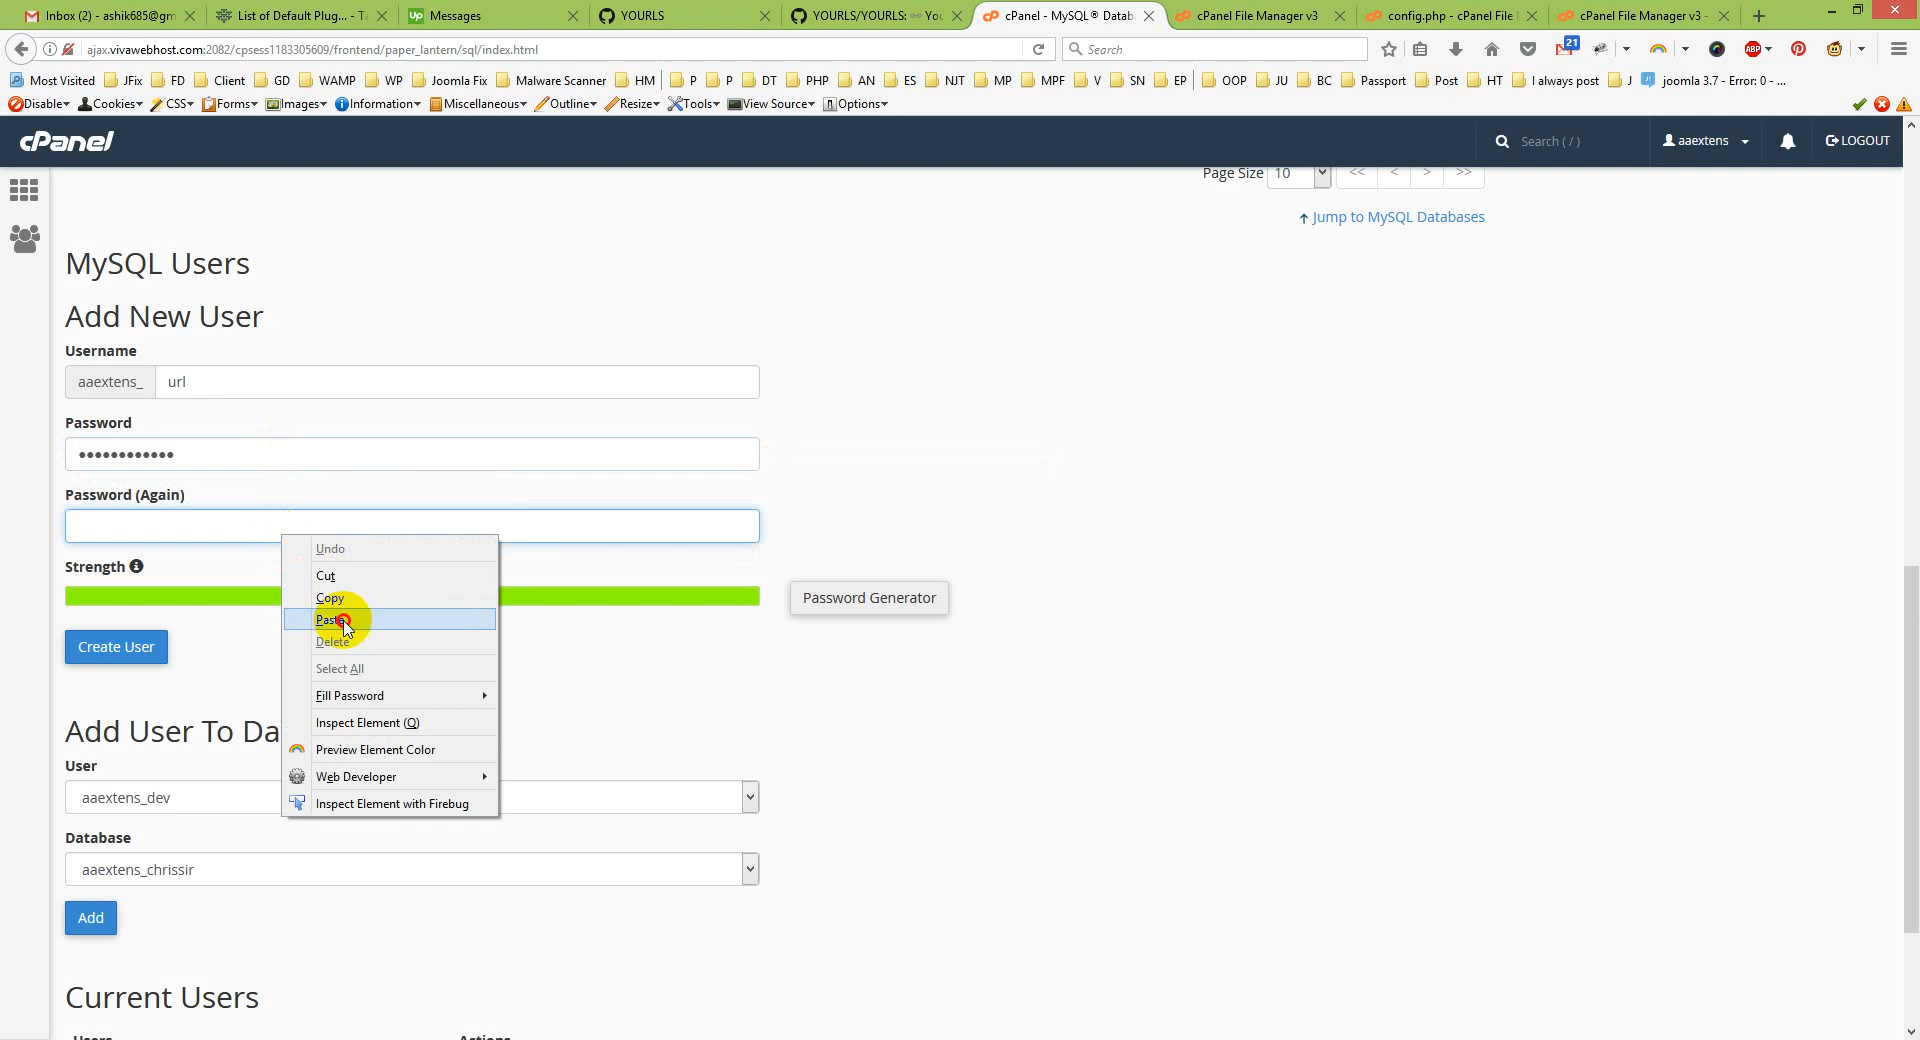 Inbox (2) - ashik685@gm
List of Default Plug... - T
Messages
YOURLS
YOURLS/YOURLS:
cPanel - MySQL® Datab
cPanel File Manager v3
config.php - cPanel File
cPanel File Manager v3 -
ajax.vivawebhost.com:2082/cpsess1183305609/frontend/paper_lantern/sql/index.html
Search
21
ABP
Most Visited JFix FD Client GD WAMP WP Joomla Fix Malware Scanner HM P P DT PHP AN ES NJT MP MPF V SN EP OOP JU BC Passport Post HT I always post J joomla 3.7 - Error: 0 - ...
Disable Cookies CSS Forms Images Information Miscellaneous Outline Resize Tools View Source Options
cPanel
Search ( / )
aaextens
LOGOUT
Page Size 10 << < > >>
Jump to MySQL Databases
MySQL Users
Add New User
Username
aaextens_ url
Password
Password (Again)
Undo
Cut
Copy
Paste
Delete
Select All
Fill Password
Inspect Element (Q)
Preview Element Color
Web Developer
Inspect Element with Firebug
Strength
Password Generator
Create User
Add User To Da
User
aaextens_dev
Database
aaextens_chrissir
Add
Current Users
Users Actions